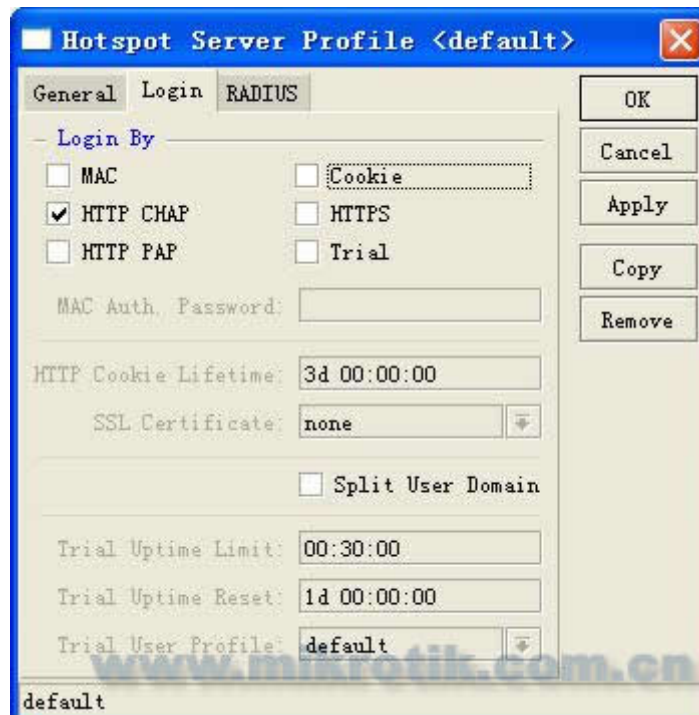 Hotspot Server Profile <default>
General Login RADIUS
OK
Cancel
Apply
Copy
Remove
Login By
MAC Cookie
HTTP CHAP HTTPS
HTTP PAP Trial
MAC Auth. Password:
HTTP Cookie Lifetime: 3d 00:00:00
SSL Certificate: none
Split User Domain
Trial Uptime Limit: 00:30:00
Trial Uptime Reset: 1d 00:00:00
Trial User Profile: default
www.mikrotik.com.cn
default